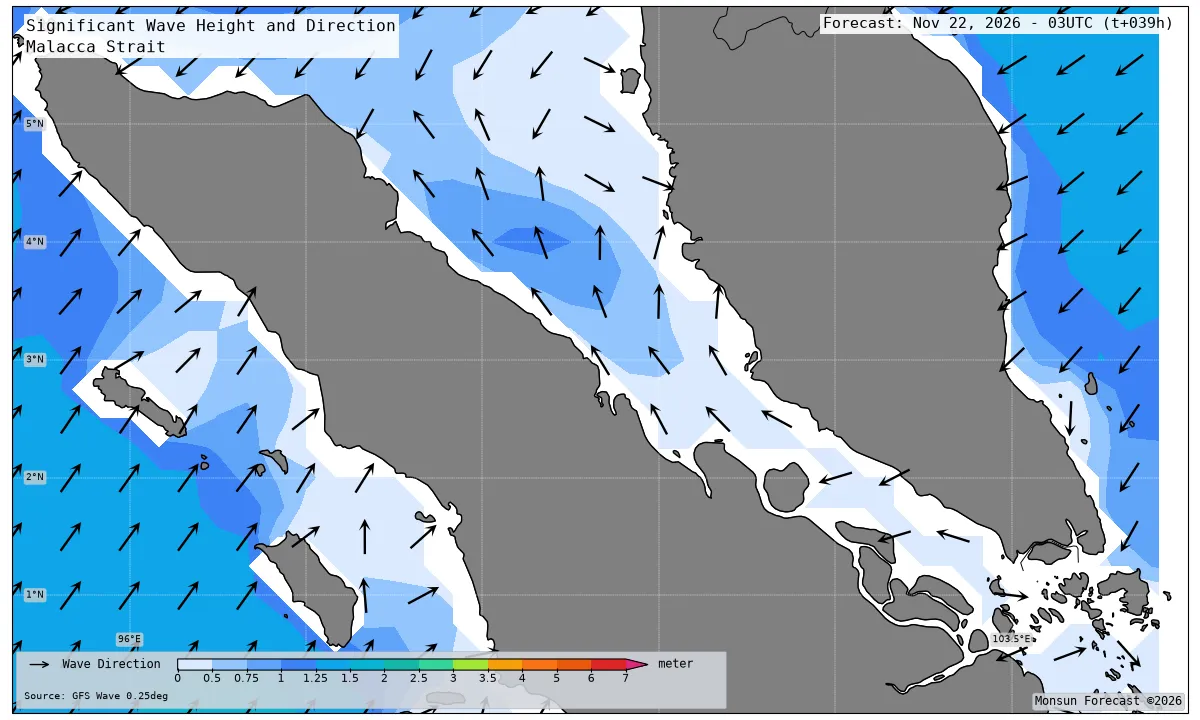 Significant Wave Height and Direction
Malacca Strait
Forecast: Nov 22, 2026 - 03UTC (t+039h)
5°N
4°N
3°N
2°N
1°N
96°E
103.5°E
Wave Direction
meter
0 0.5 0.75 1 1.25 1.5 2 2.5 3 3.5 4 5 6 7
Source: GFS Wave 0.25deg
Monsun Forecast ©2026